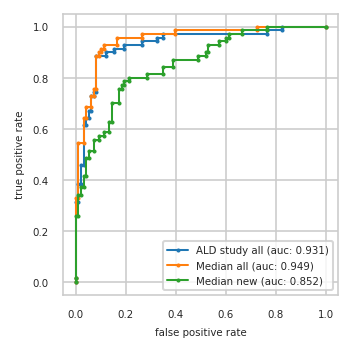 1.0
0.8
0.6
0.4
0.2
0.0
true positive rate
ALD study all (auc: 0.931)
Median all (auc: 0.949)
Median new (auc: 0.852)
0.0 0.2 0.4 0.6 0.8 1.0
false positive rate